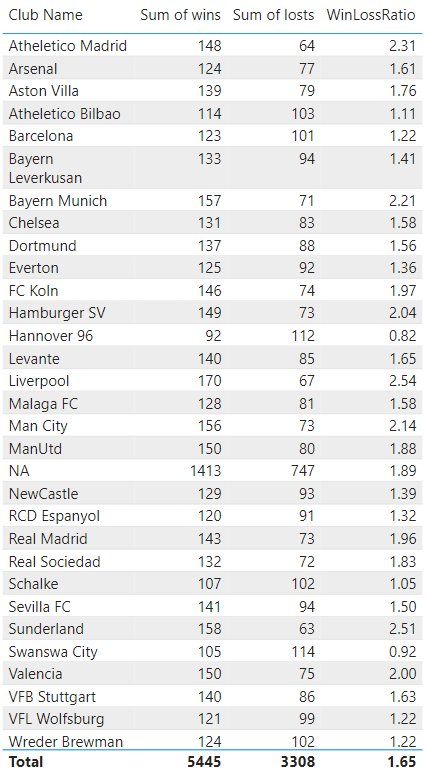 Club Name Sum of wins Sum of losts WinLossRatio
Atheletico Madrid 148 64 2.31
Arsenal 124 77 1.61
Aston Villa 139 79 1.76
Atheletico Bilbao 114 103 1.11
Barcelona 123 101 1.22
Bayern 133 94 1.41
Leverkusan
Bayern Munich 157 71 2.21
Chelsea 131 83 1.58
Dortmund 137 88 1.56
Everton 125 92 1.36
FC Koln 146 74 1.97
Hamburger SV 149 73 2.04
Hannover 96 92 112 0.82
Levante 140 85 1.65
Liverpool 170 67 2.54
Malaga FC 128 81 1.58
Man City 156 73 2.14
ManUtd 150 80 1.88
NA 1413 747 1.89
NewCastle 129 93 1.39
RCD Espanyol 120 91 1.32
Real Madrid 143 73 1.96
Real Sociedad 132 72 1.83
Schalke 107 102 1.05
Sevilla FC 141 94 1.50
Sunderland 158 63 2.51
Swanswa City 105 114 0.92
Valencia 150 75 2.00
VFB Stuttgart 140 86 1.63
VFL Wolfsburg 121 99 1.22
Wreder Brewman 124 102 1.22
Total 5445 3308 1.65